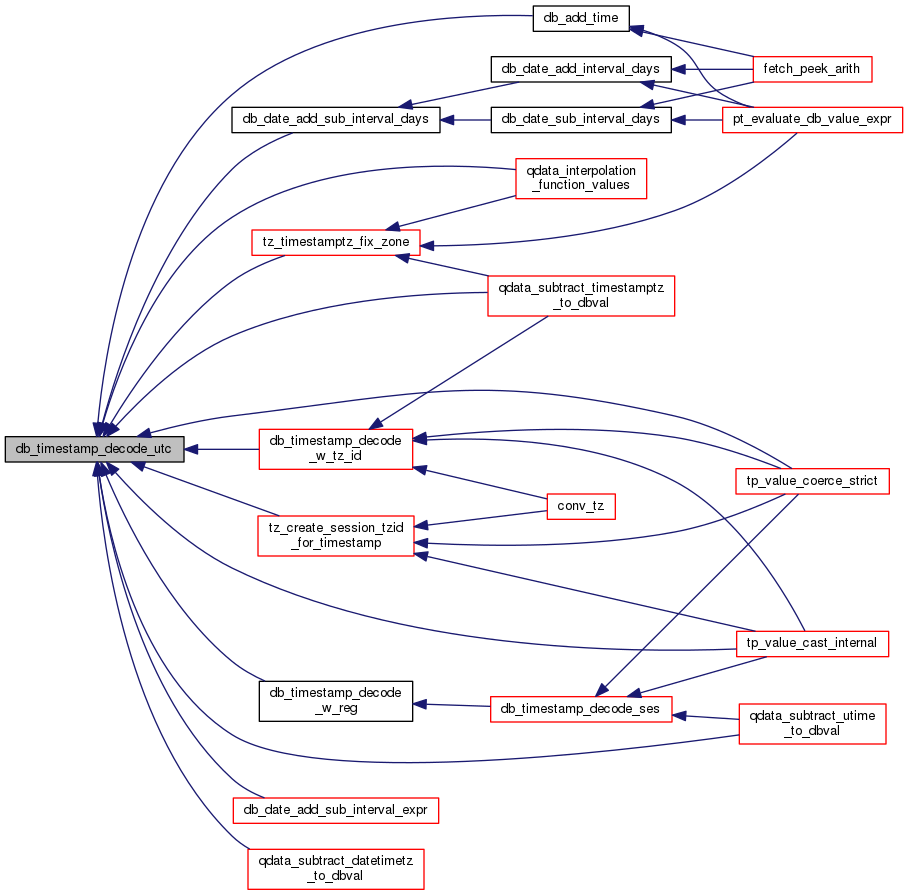 db_add_time
db_date_add_interval_days
fetch_peek_arith
db_date_add_sub_interval_days
db_date_sub_interval_days
pt_evaluate_db_value_expr
qdata_interpolation
_function_values
tz_timestamptz_fix_zone
qdata_subtract_timestamptz
_to_dbval
db_timestamp_decode_utc
db_timestamp_decode
_w_tz_id
tp_value_coerce_strict
conv_tz
tz_create_session_tzid
_for_timestamp
tp_value_cast_internal
db_timestamp_decode
_w_reg
db_timestamp_decode_ses
qdata_subtract_utime
_to_dbval
db_date_add_sub_interval_expr
qdata_subtract_datetimetz
_to_dbval